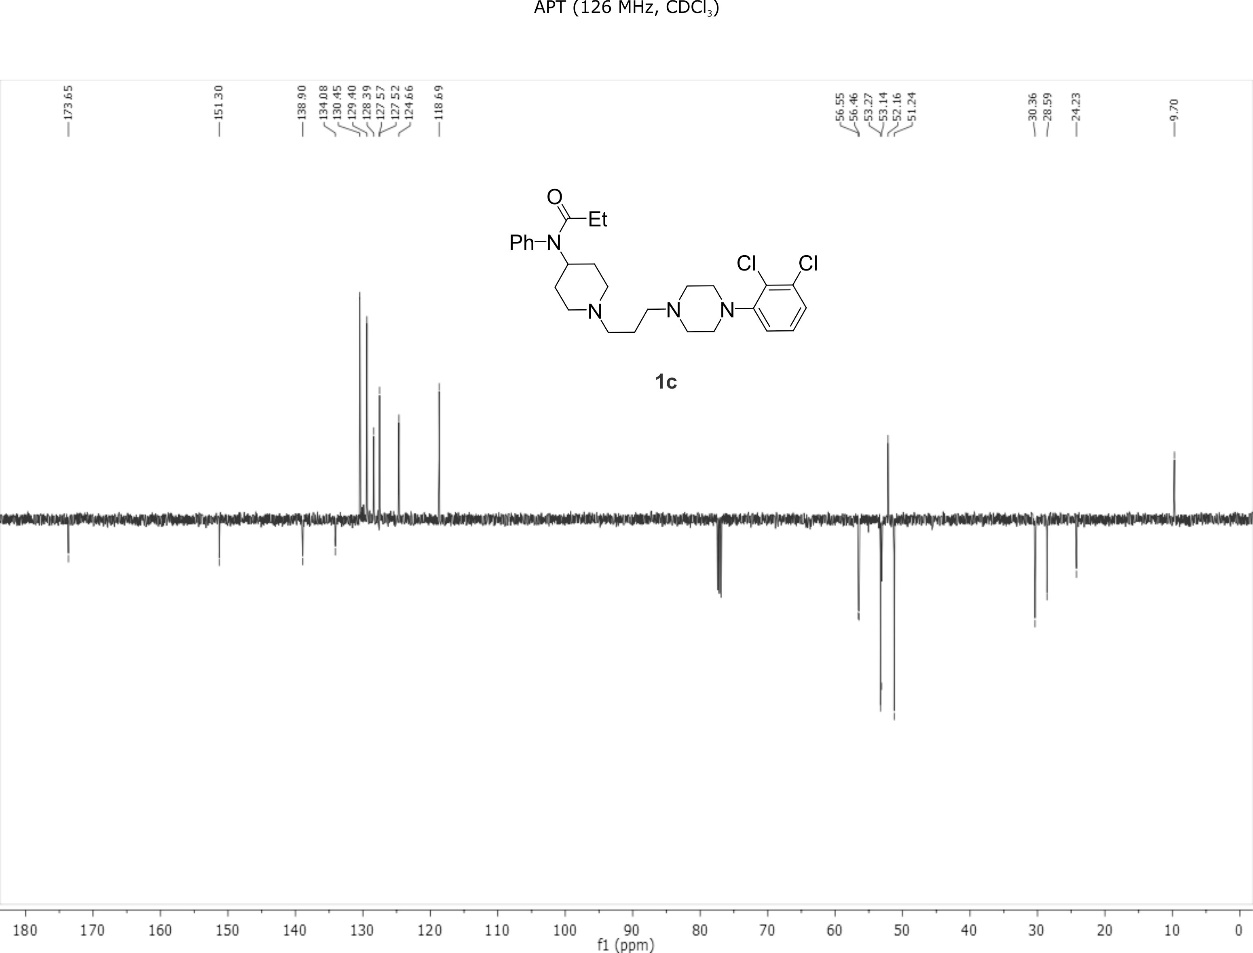 APT (126 MHz, CDCl₃)
173.65
151.30
138.90
134.08
130.45
129.40
128.39
127.57
127.52
124.66
118.69
56.55
56.46
53.27
53.14
52.16
51.24
30.36
28.59
24.23
9.70
O
Et
Ph
N
Cl
Cl
N
N
N
1c
180 170 160 150 140 130 120 110 100 90 80 70 60 50 40 30 20 10 0
f1 (ppm)